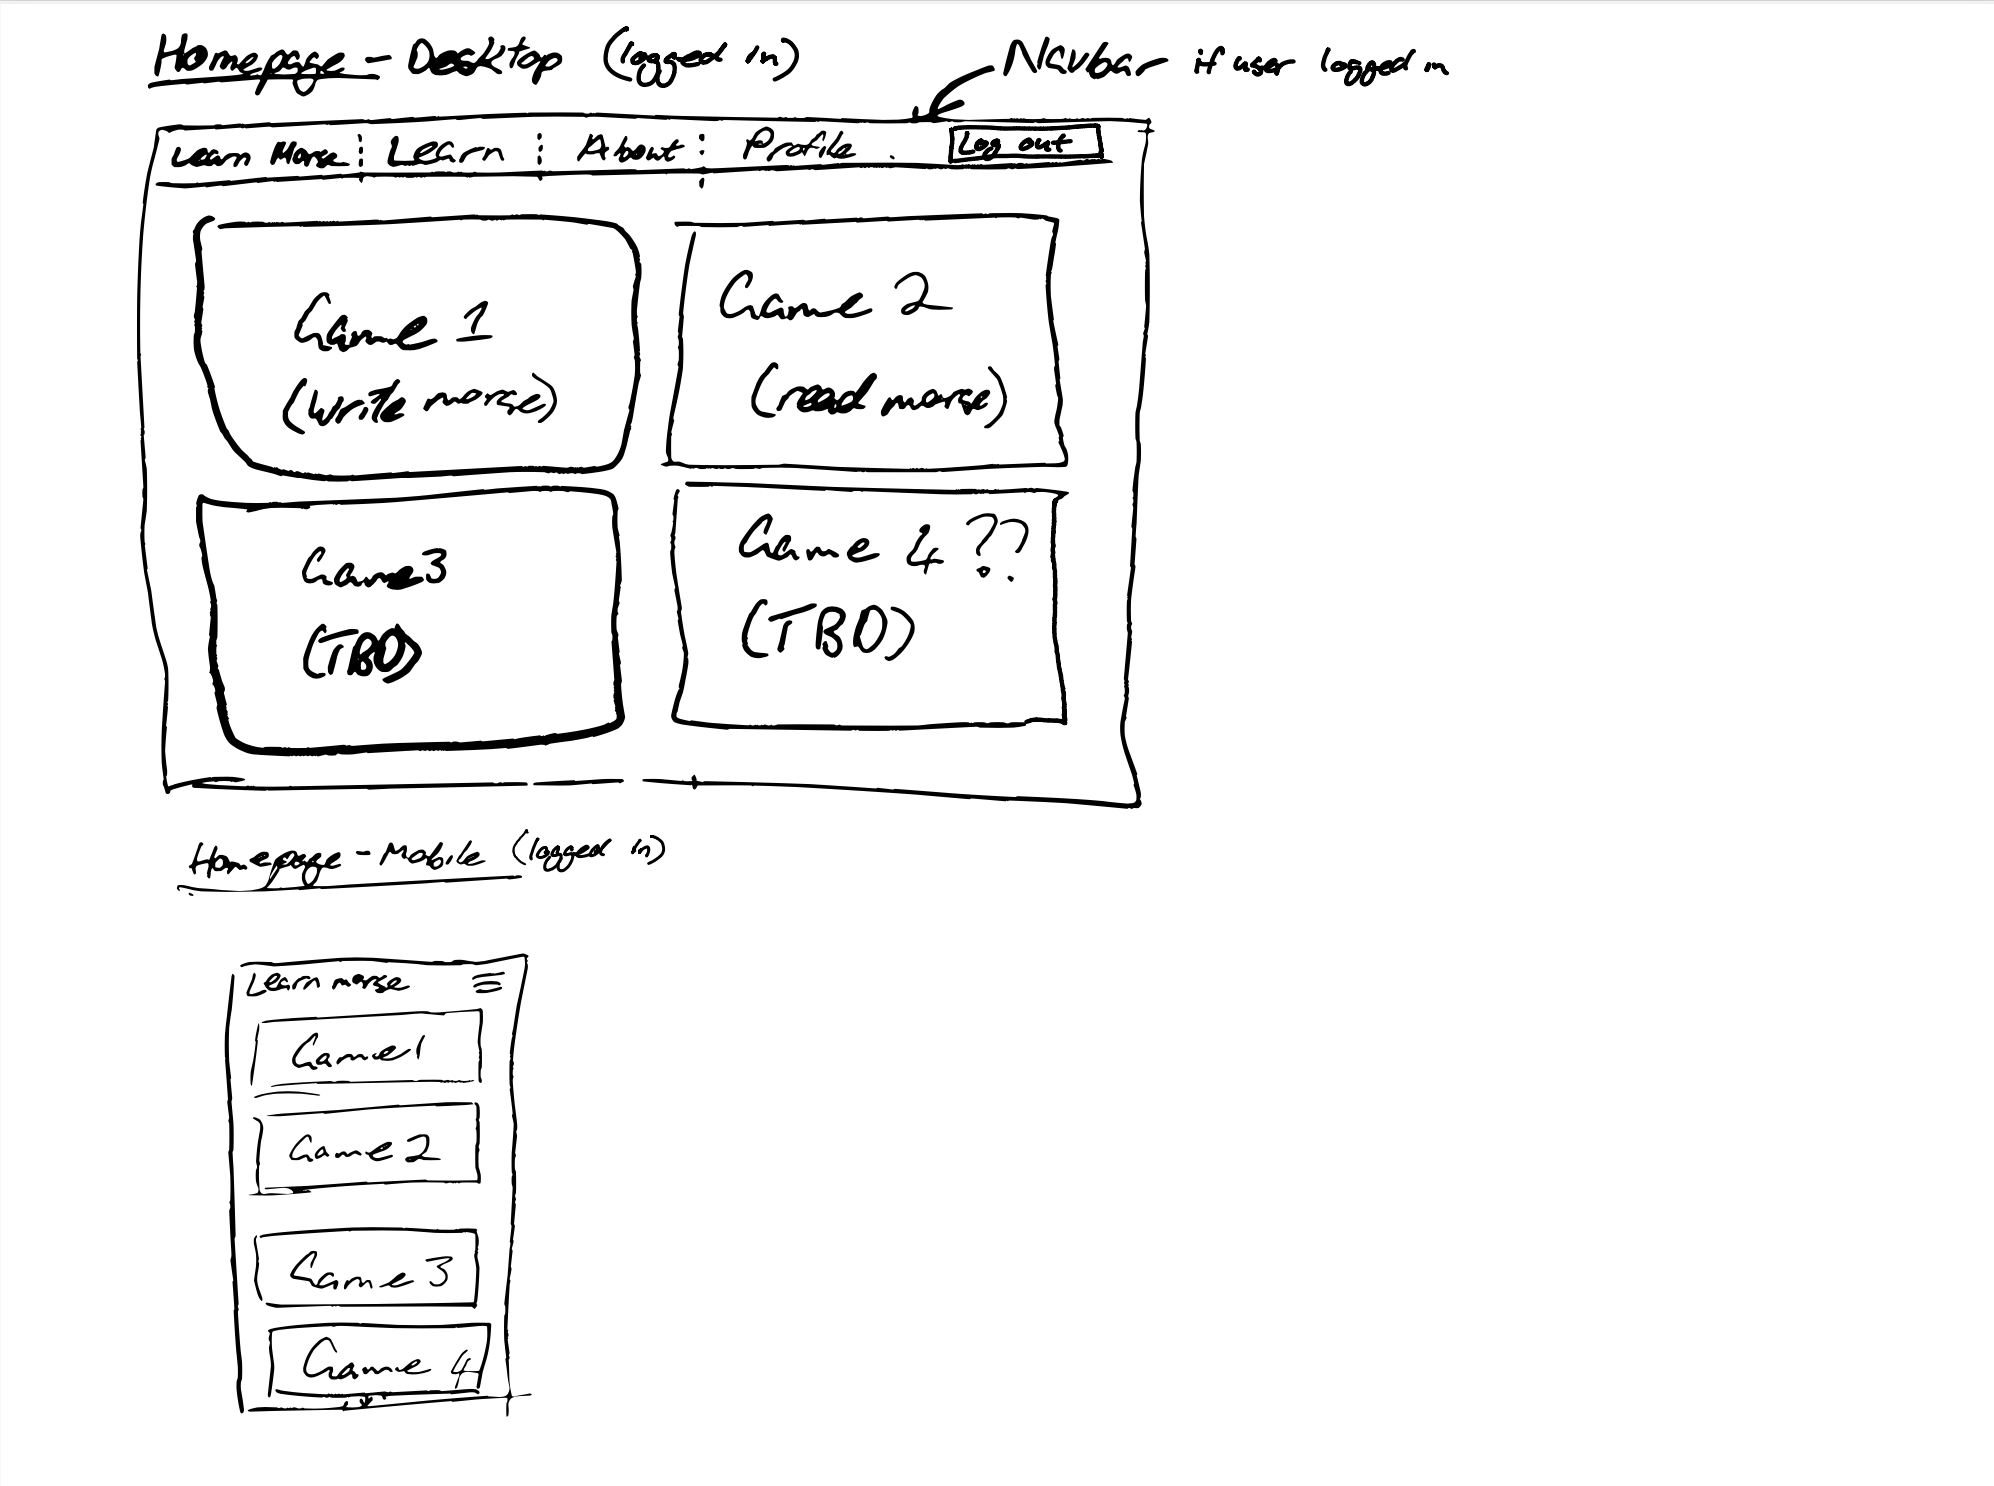 Homepage - Desktop (logged in)
Navbar if user logged in
Learn Morse Learn About Profile Log out
Game 1
(write morse)
Game 2
(read morse)
Game 3
(TBD)
Game 4 ??
(TBD)
Homepage - Mobile (logged in)
Learn morse
Game 1
Game 2
Game 3
Game 4